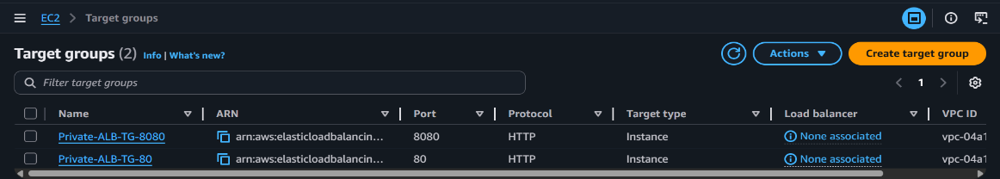 EC2 > Target groups
Target groups (2) Info | What's new?
Actions
Create target group
Filter target groups
1
Name ARN Port Protocol Target type Load balancer VPC ID
Private-ALB-TG-8080 arn:aws:elasticloadbalancin... 8080 HTTP Instance None associated vpc-04a1
Private-ALB-TG-80 arn:aws:elasticloadbalancin... 80 HTTP Instance None associated vpc-04a1